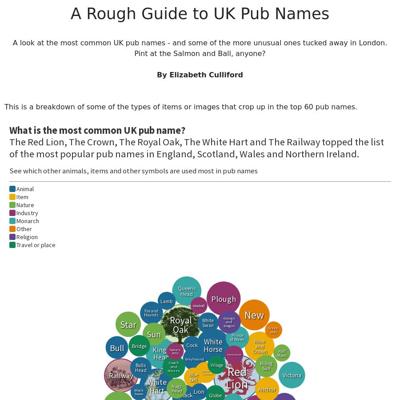 A Rough Guide to UK Pub Names
A look at the most common UK pub names - and some of the more unusual ones tucked away in London.
Pint at the Salmon and Ball, anyone?
By Elizabeth Culliford
This is a breakdown of some of the types of items or images that crop up in the top 60 pub names.
What is the most common UK pub name?
The Red Lion, The Crown, The Royal Oak, The White Hart and The Railway topped the list
of the most popular pub names in England, Scotland, Wales and Northern Ireland.
See which other animals, items and other symbols are used most in pub names
Animal
Item
Nature
Industry
Monarch
Other
Religion
Travel or place
Queens
Head
Lamb
Plough
New
Star
Sun
Royal
Oak
White
Swan
Bull
Bridge
King
Cock
White
Horse
Village
Railway
Bulls
Head
White
Red
Lion
Victoria
Anchor
Globe